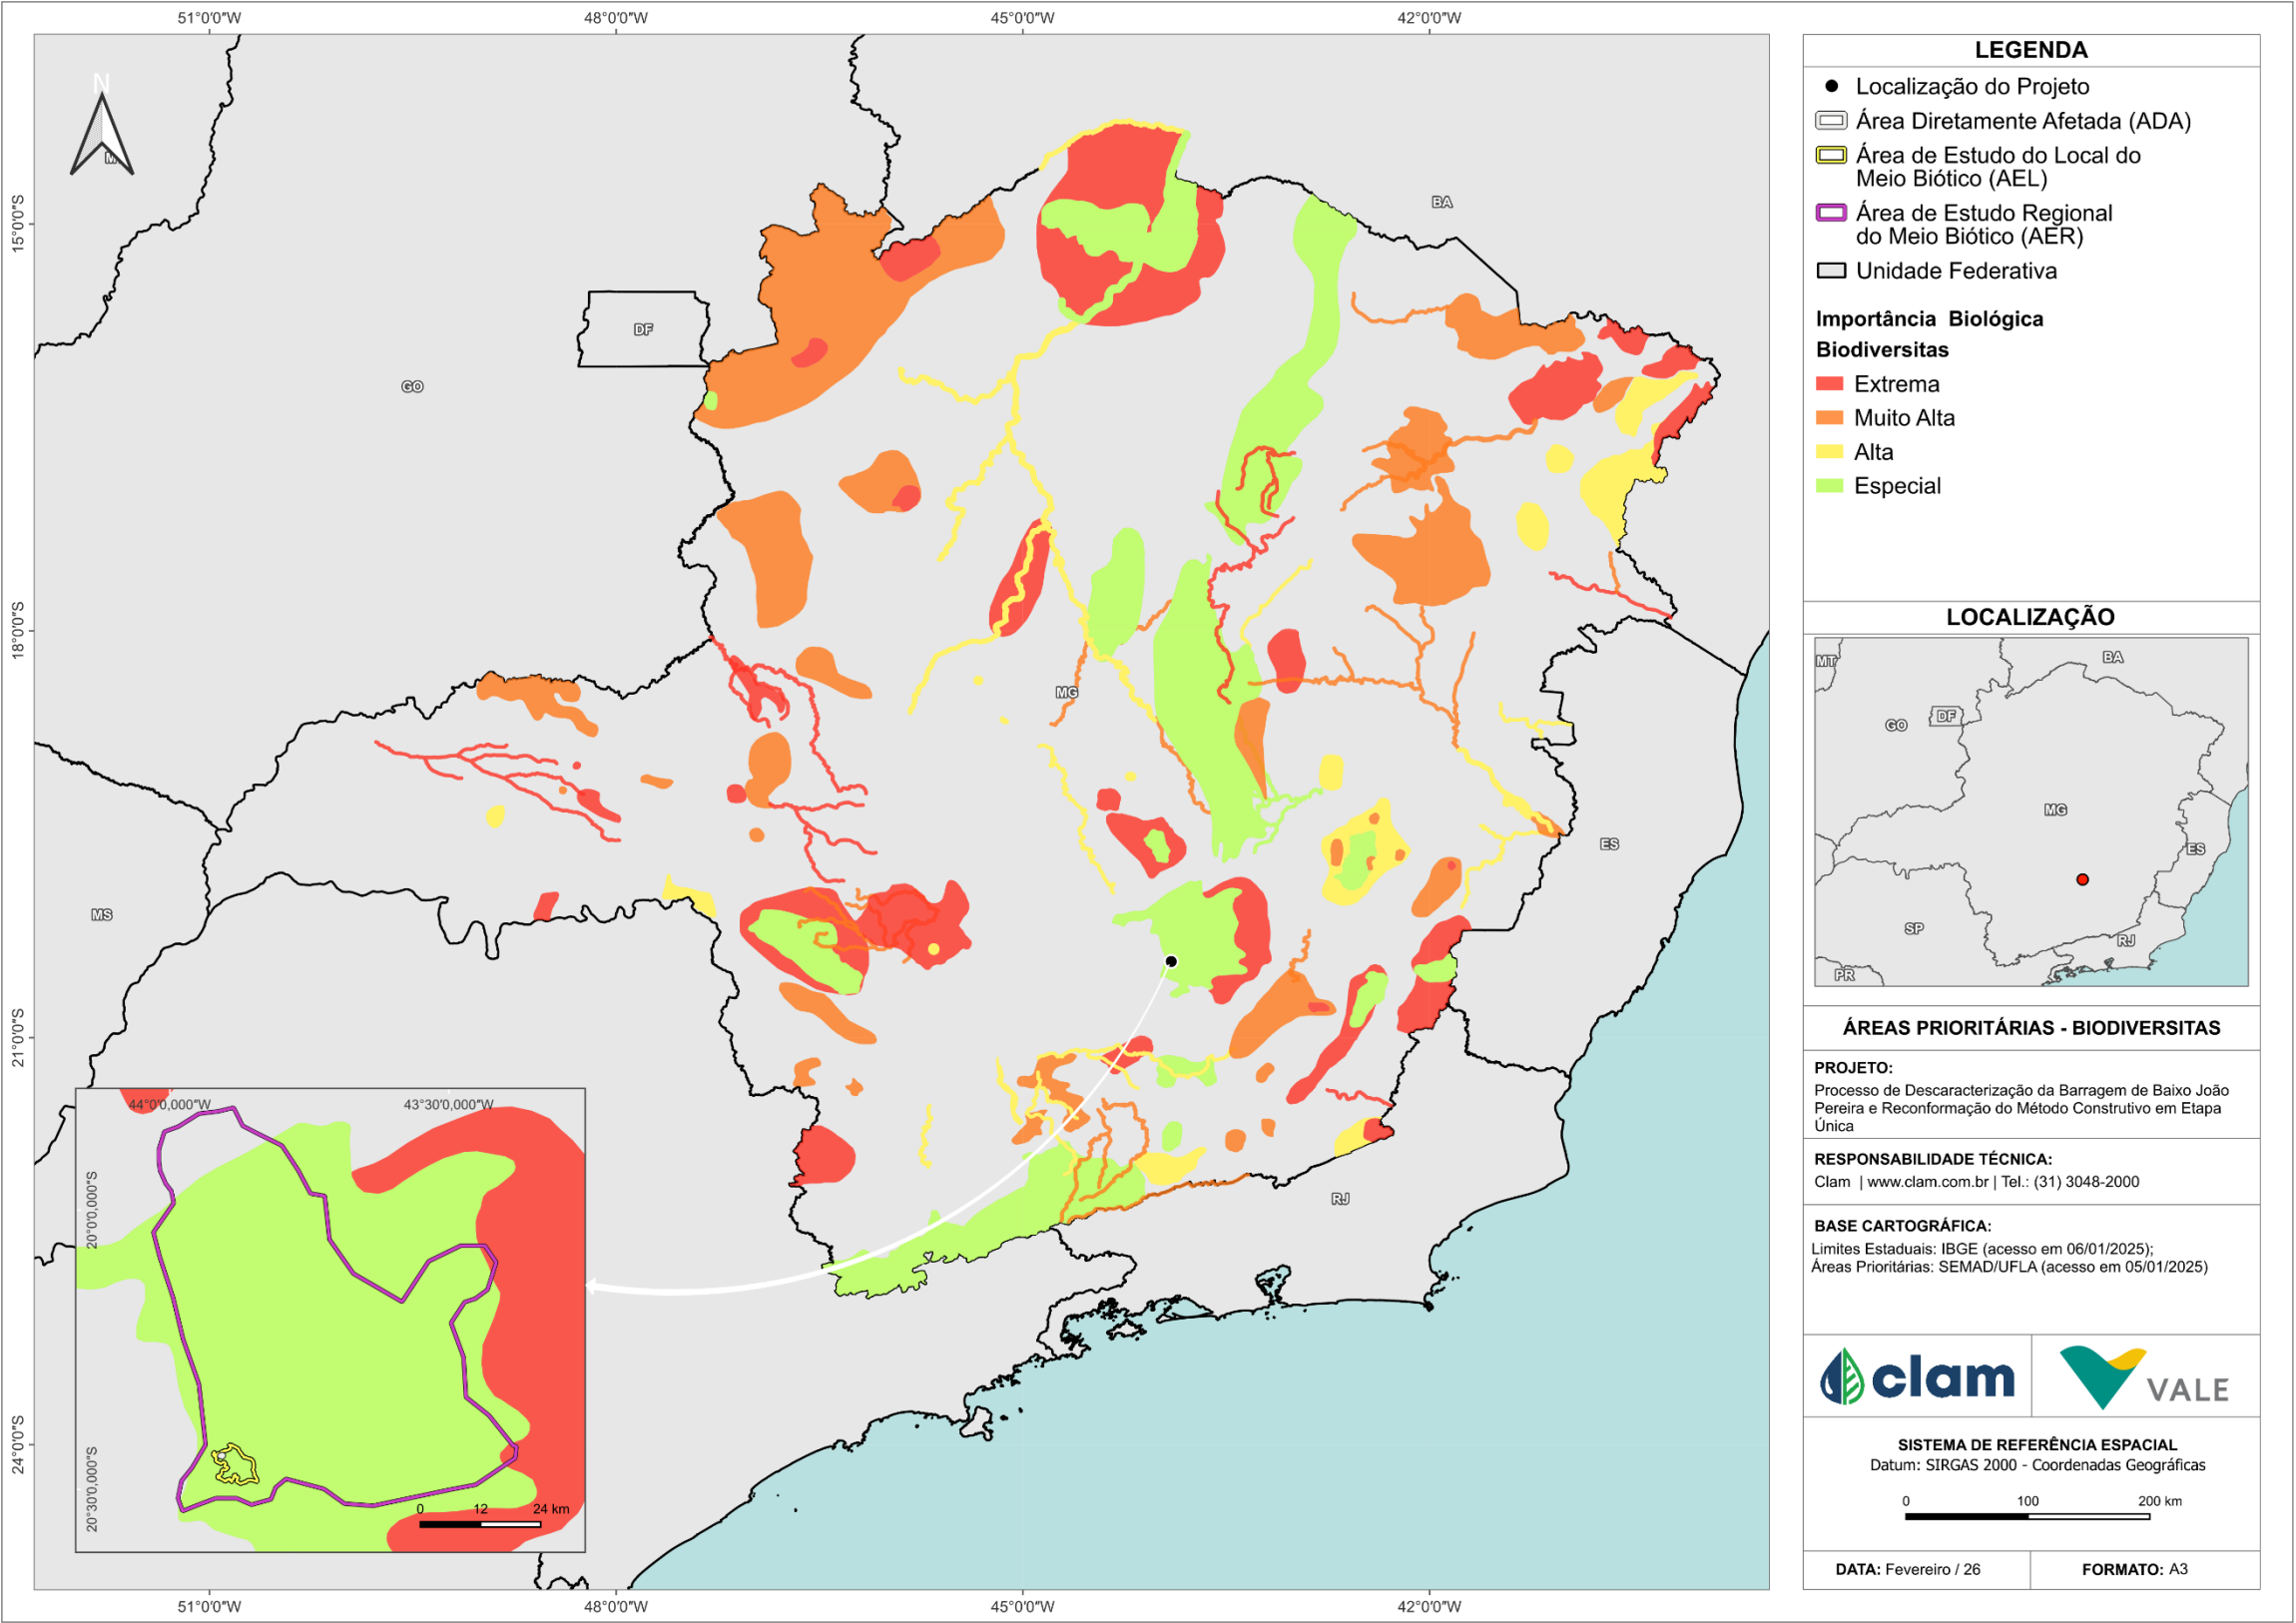 51°0'0"W
48°0'0"W
45°0'0"W
42°0'0"W
15°0'0"S
18°0'0"S
21°0'0"S
24°0'0"S
N
BA
DF
GO
MG
ES
MS
RJ
44°0'0,000"W
43°30'0,000"W
20°0'0,000"S
20°30'0,000"S
0 12 24 km
51°0'0"W
48°0'0"W
45°0'0"W
42°0'0"W
LEGENDA
Localização do Projeto
Área Diretamente Afetada (ADA)
Área de Estudo do Local do
Meio Biótico (AEL)
Área de Estudo Regional
do Meio Biótico (AER)
Unidade Federativa
Importância Biológica
Biodiversitas
Extrema
Muito Alta
Alta
Especial
LOCALIZAÇÃO
MT
BA
GO
DF
MG
ES
SP
RJ
PR
ÁREAS PRIORITÁRIAS - BIODIVERSITAS
PROJETO:
Processo de Descaracterização da Barragem de Baixo João
Pereira e Reconformação do Método Construtivo em Etapa
Única
RESPONSABILIDADE TÉCNICA:
Clam | www.clam.com.br | Tel.: (31) 3048-2000
BASE CARTOGRÁFICA:
Limites Estaduais: IBGE (acesso em 06/01/2025);
Áreas Prioritárias: SEMAD/UFLA (acesso em 05/01/2025)
clam
VALE
SISTEMA DE REFERÊNCIA ESPACIAL
Datum: SIRGAS 2000 - Coordenadas Geográficas
0 100 200 km
DATA: Fevereiro / 26
FORMATO: A3